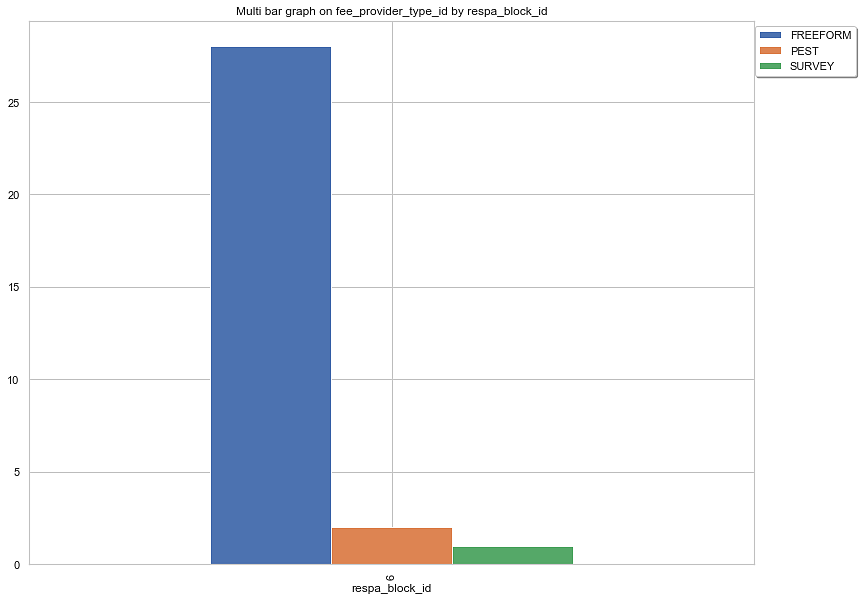 Multi bar graph on fee_provider_type_id by respa_block_id
FREEFORM
PEST
SURVEY
25
20
15
10
5
0
6
respa_block_id